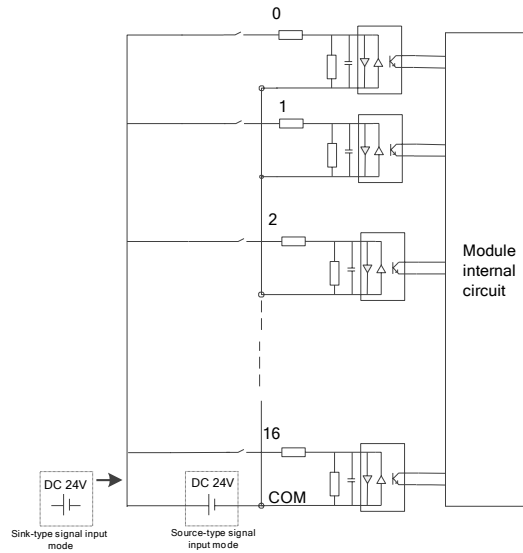 0
1
2
Module
internal
circuit
16
DC 24V
DC 24V
COM
Sink-type signal input
mode
Source-type signal
input mode